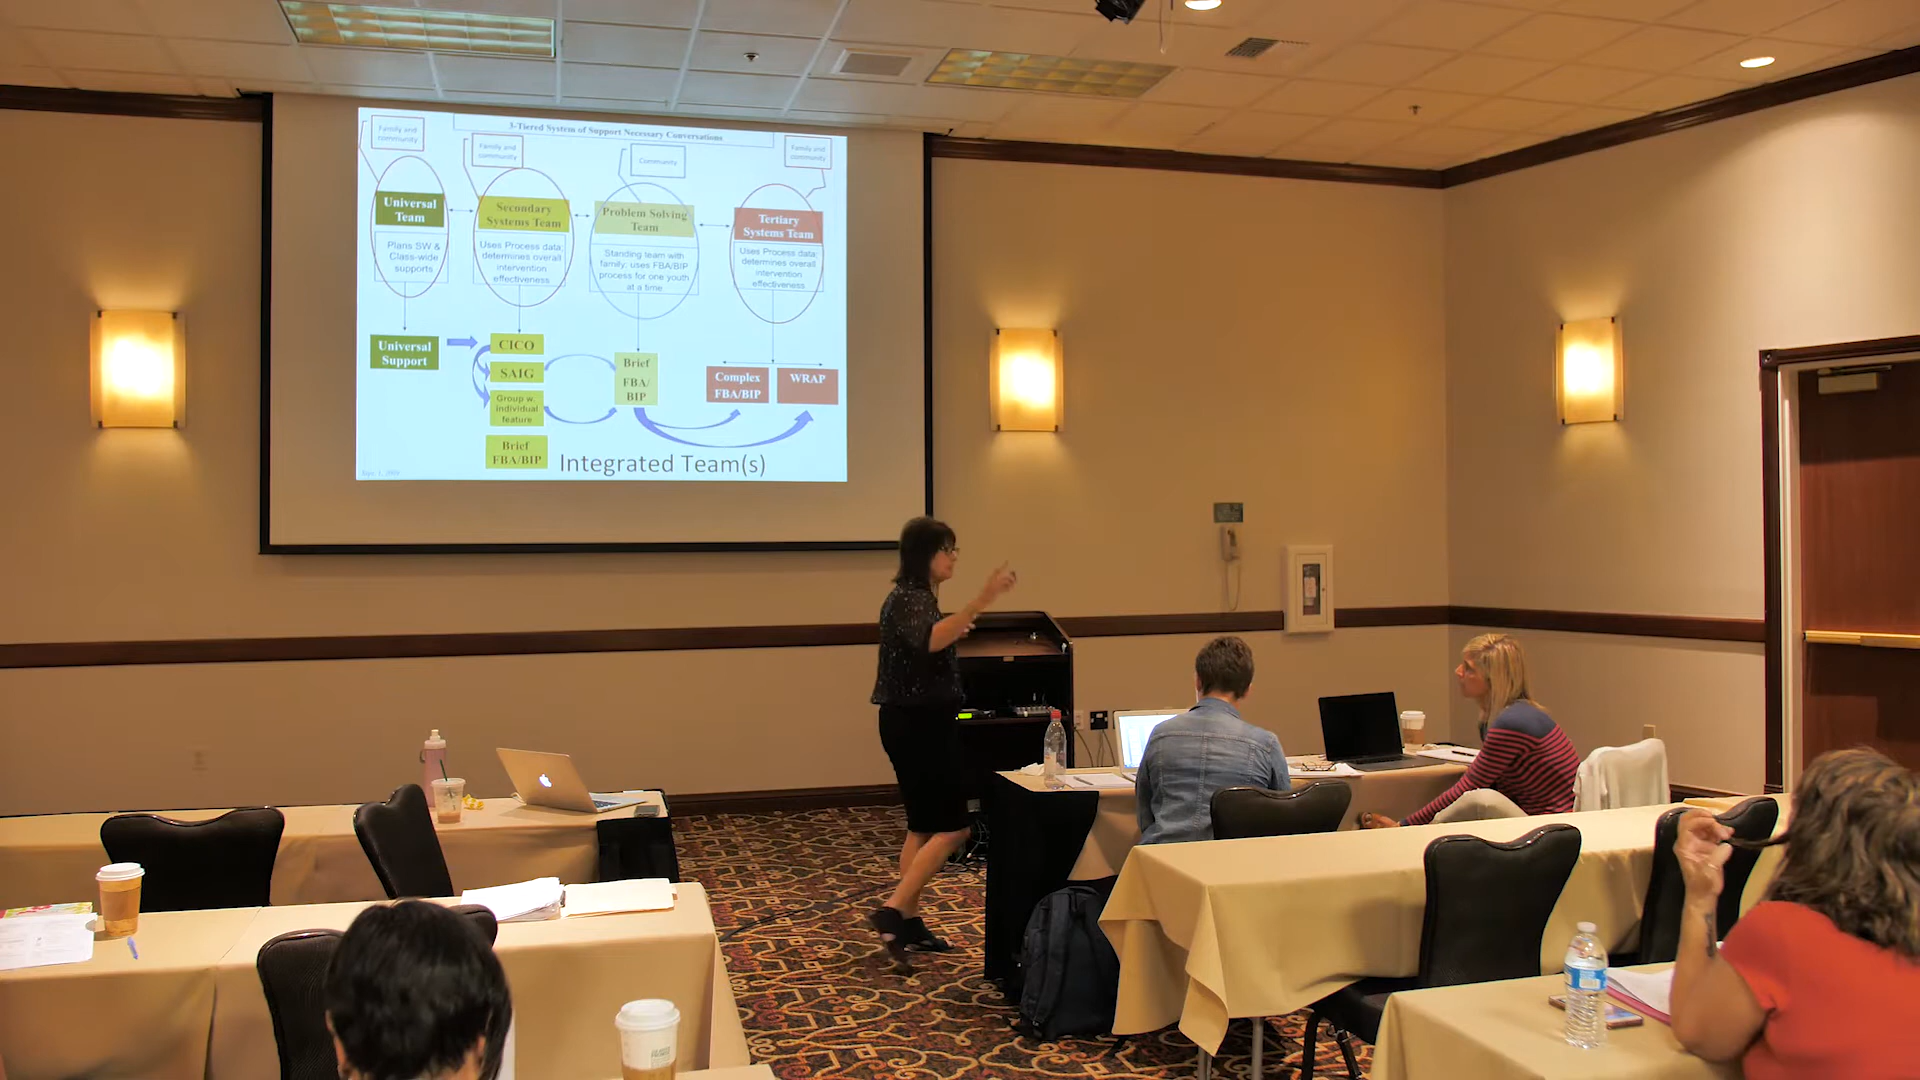 3-Tiered System of Support Necessary Conversations
Family and
community
Family and
community
Community
Family and
community
Universal
Team
Secondary
Systems Team
Problem Solving
Team
Tertiary
Systems Team
Plans SW &
Class-wide
supports
Uses Process data;
determines overall
intervention
effectiveness
Standing team with
family; uses FBA/BIP
process for one youth
at a time
Uses Process data;
determines overall
intervention
effectiveness
Universal
Support
CICO
SAIG
Group w.
individual
feature
Brief
FBA/BIP
Brief
FBA/
BIP
Complex
FBA/BIP
WRAP
Integrated Team(s)